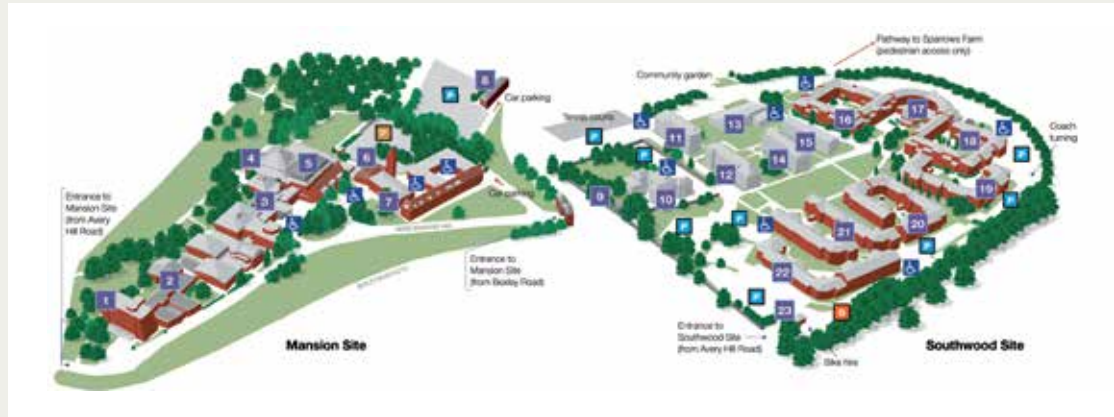 Pathway to Sparrows Farm
(pedestrian access only)
Community garden
8
P
Car parking
Tennis courts
P
11
13
16
17
Coach
turning
4
5
6
P
15
18
P
14
12
Entrance to
Mansion Site
(from Avery
Hill Road)
3
7
Car parking
9
10
19
P
P
20
21
P
Entrance to
Mansion Site
(from Bexley Road)
2
1
22
P
23
Entrance to
Southwood Site
(from Avery Hill Road)
Mansion Site
Southwood Site
Bike hire